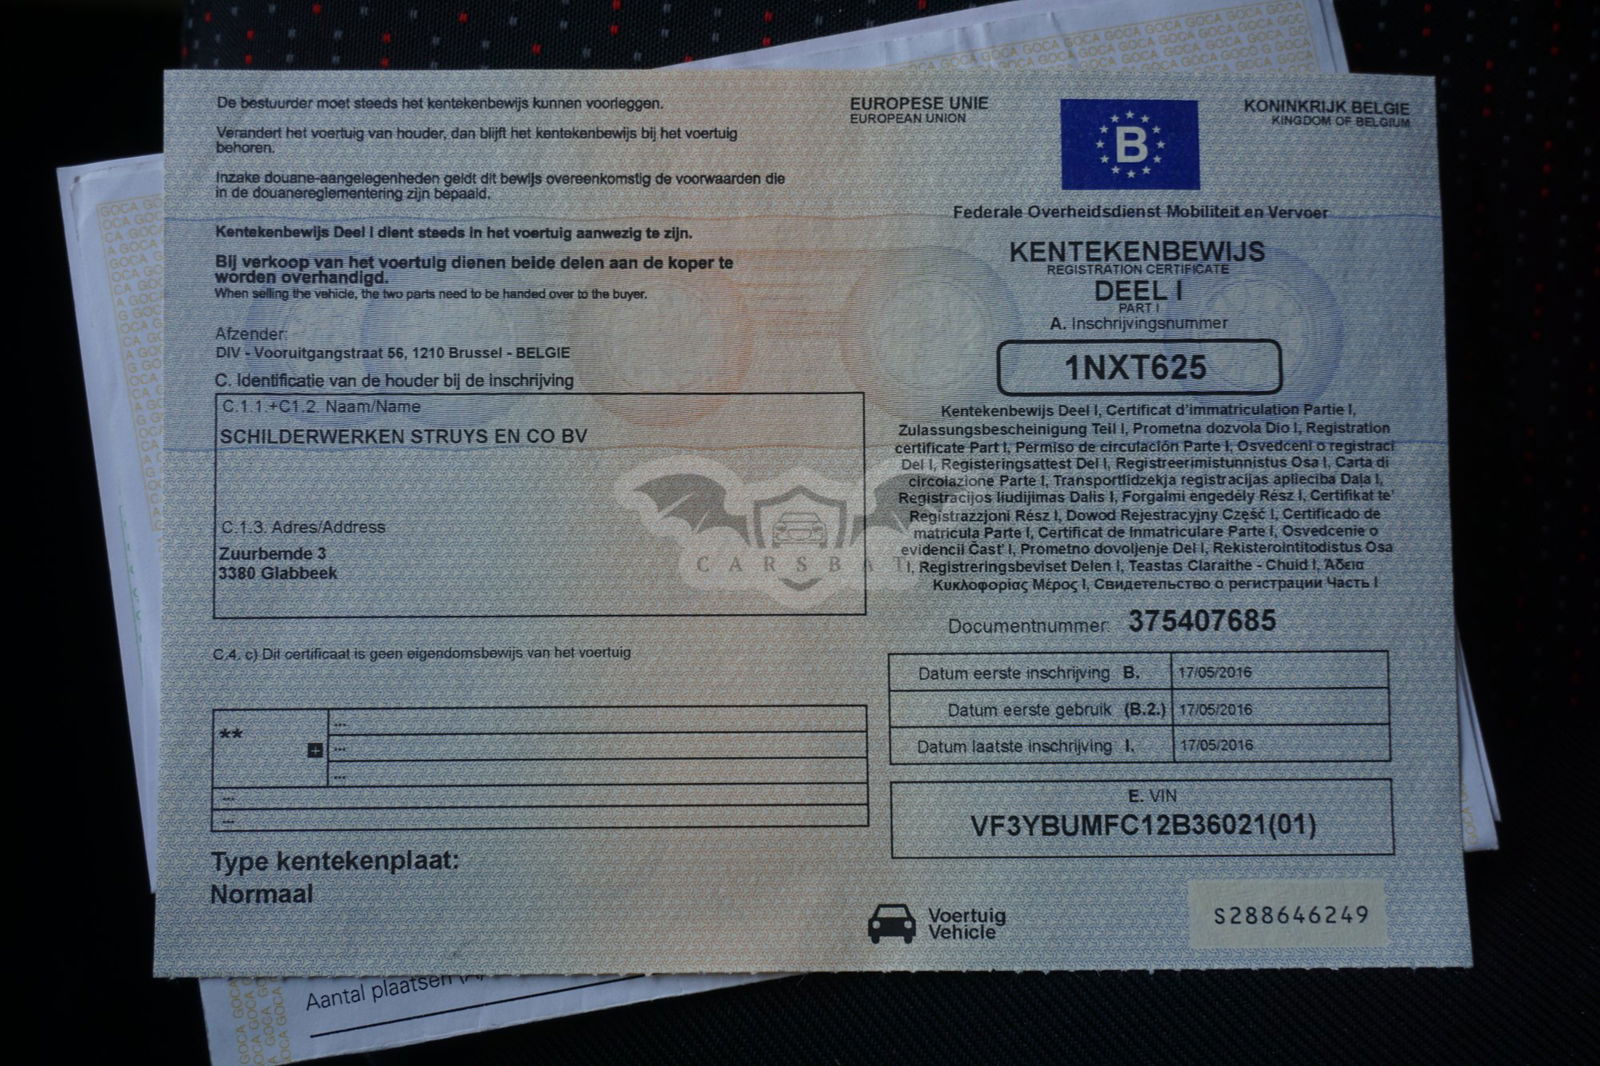 De bestuurder moet steeds het kentekenbewijs kunnen voorleggen.
Verandert het voertuig van houder, dan blijft het kentekenbewijs bij het voertuig
behoren.
Inzake douane-aangelegenheden geldt dit bewijs overeenkomstig de voorwaarden die
in de douanereglementering zijn bepaald.
Kentekenbewijs Deel I dient steeds in het voertuig aanwezig te zijn.
Bij verkoop van het voertuig dienen beide delen aan de koper te
worden overhandigd.
When selling the vehicle, the two parts need to be handed over to the buyer.
Afzender:
DIV - Vooruitgangstraat 56, 1210 Brussel - BELGIE
C. Identificatie van de houder bij de inschrijving
C.1.1.+C1.2. Naam/Name
SCHILDERWERKEN STRUYS EN CO BV
C.1.3. Adres/Address
Zuurbemde 3
3380 Glabbeek
C.4. c) Dit certificaat is geen eigendomsbewijs van het voertuig
**
+
---
---
---
---
---
Type kentekenplaat:
Normaal
EUROPESE UNIE
EUROPEAN UNION
B
KONINKRIJK BELGIE
KINGDOM OF BELGIUM
Federale Overheidsdienst Mobiliteit en Vervoer
KENTEKENBEWIJS
REGISTRATION CERTIFICATE
DEEL I
PART I
A. Inschrijvingsnummer
1NXT625
Kentekenbewijs Deel I, Certificat d'immatriculation Partie I,
Zulassungsbescheinigung Teil I, Prometna dozvola Dio I, Registration
certificate Part I, Permiso de circulación Parte I, Osvedceni o registraci
Del I, Registeringsattest Del I, Registreerimistunnistus Osa I, Carta di
circolazione Parte I, Transportlidzekja registracijas aplieciba Daļa I,
Registracijos liudijimas Dalis I, Forgalmi engedély Rész I, Certifikat te'
Registrazzjoni Rész I, Dowod Rejestracyjny Część I, Certificado de
matricula Parte I, Certificat de Inmatriculare Parte I, Osvedcenie o
evidencii Čast' I, Prometno dovoljenje Del I, Rekisterointitodistus Osa
I, Registreringsbeviset Delen I, Teastas Claraithe - Chuid I, Άδεια
Κυκλοφορίας Μέρος I, Свидетельство о регистрации Часть I
Documentnummer: 375407685
Datum eerste inschrijving B. 17/05/2016
Datum eerste gebruik (B.2.) 17/05/2016
Datum laatste inschrijving I. 17/05/2016
E. VIN
VF3YBUMFC12B36021(01)
Voertuig
Vehicle
S288646249
CARSBAT
Aantal plaatsen
GOCA GOCA GOCA GOCA